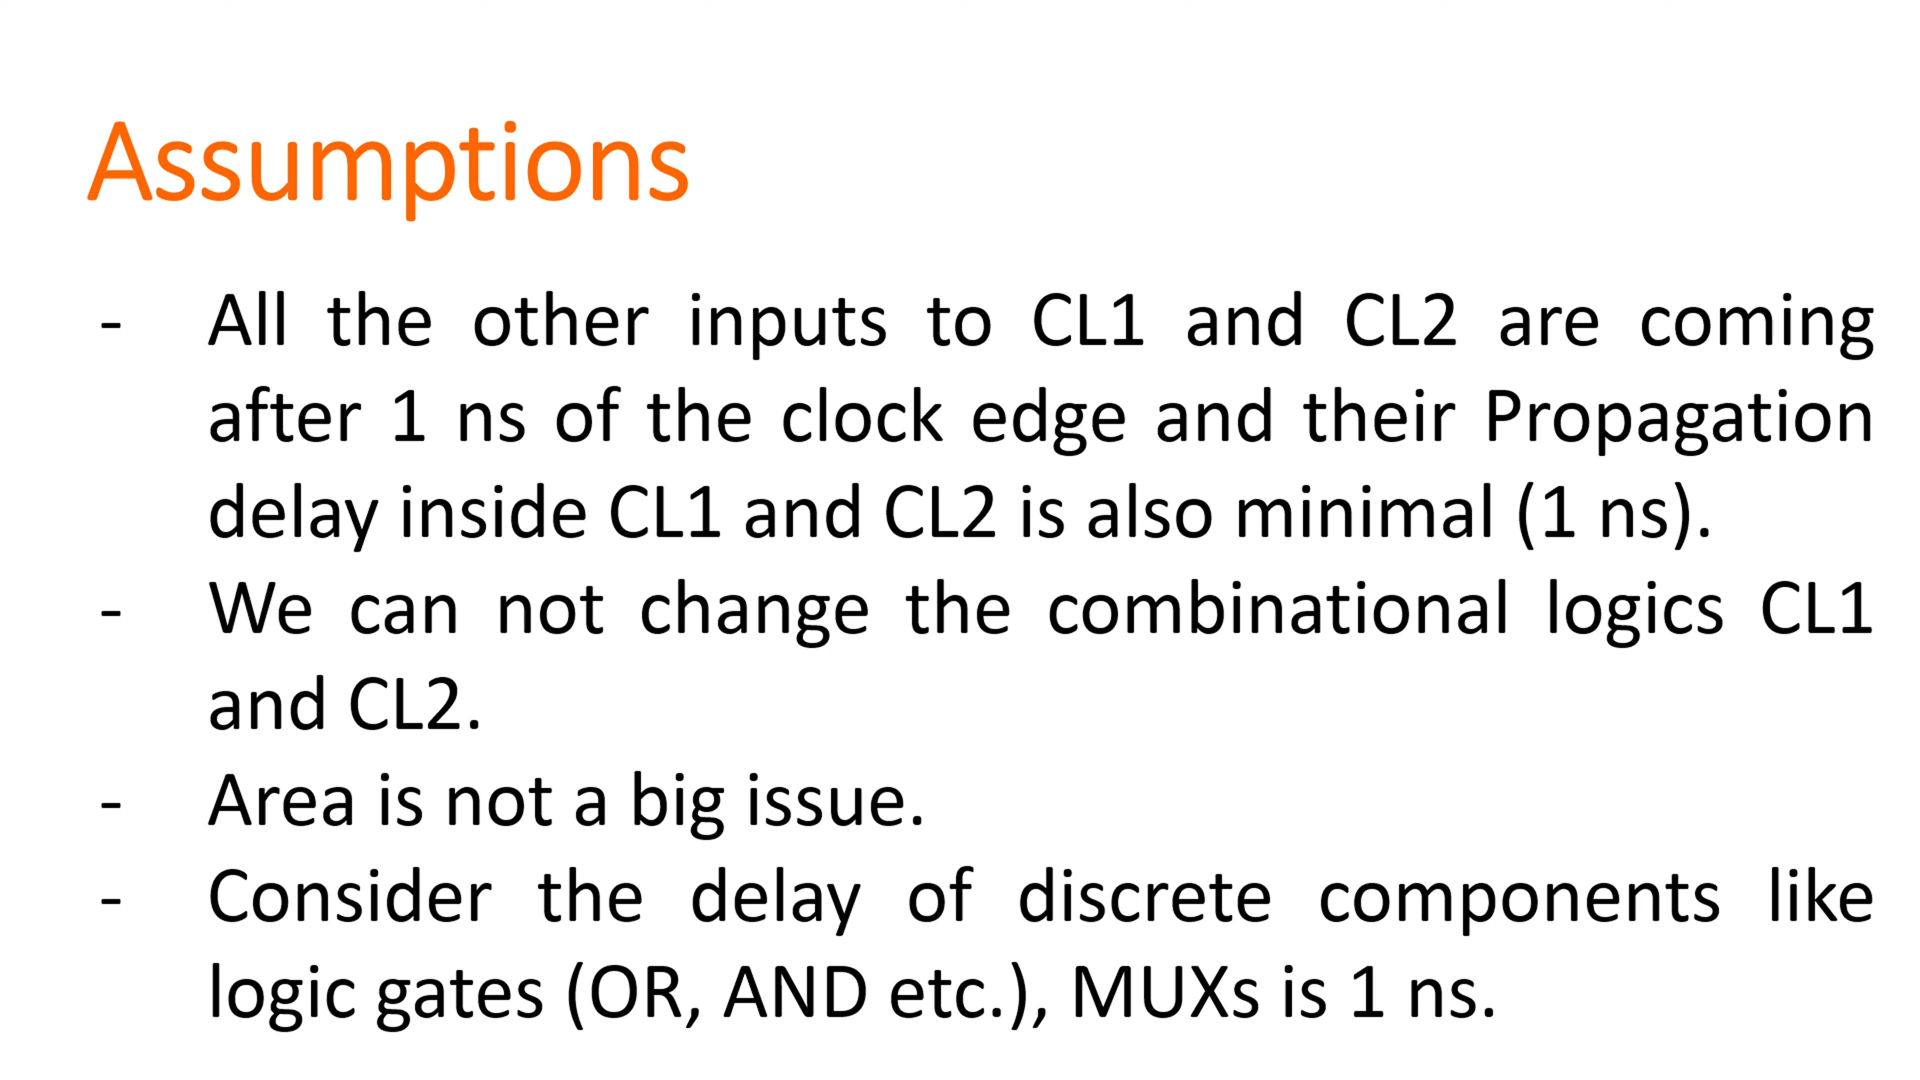 Assumptions
- All the other inputs to CL1 and CL2 are coming
after 1 ns of the clock edge and their Propagation
delay inside CL1 and CL2 is also minimal (1 ns).
- We can not change the combinational logics CL1
and CL2.
- Area is not a big issue.
- Consider the delay of discrete components like
logic gates (OR, AND etc.), MUXs is 1 ns.